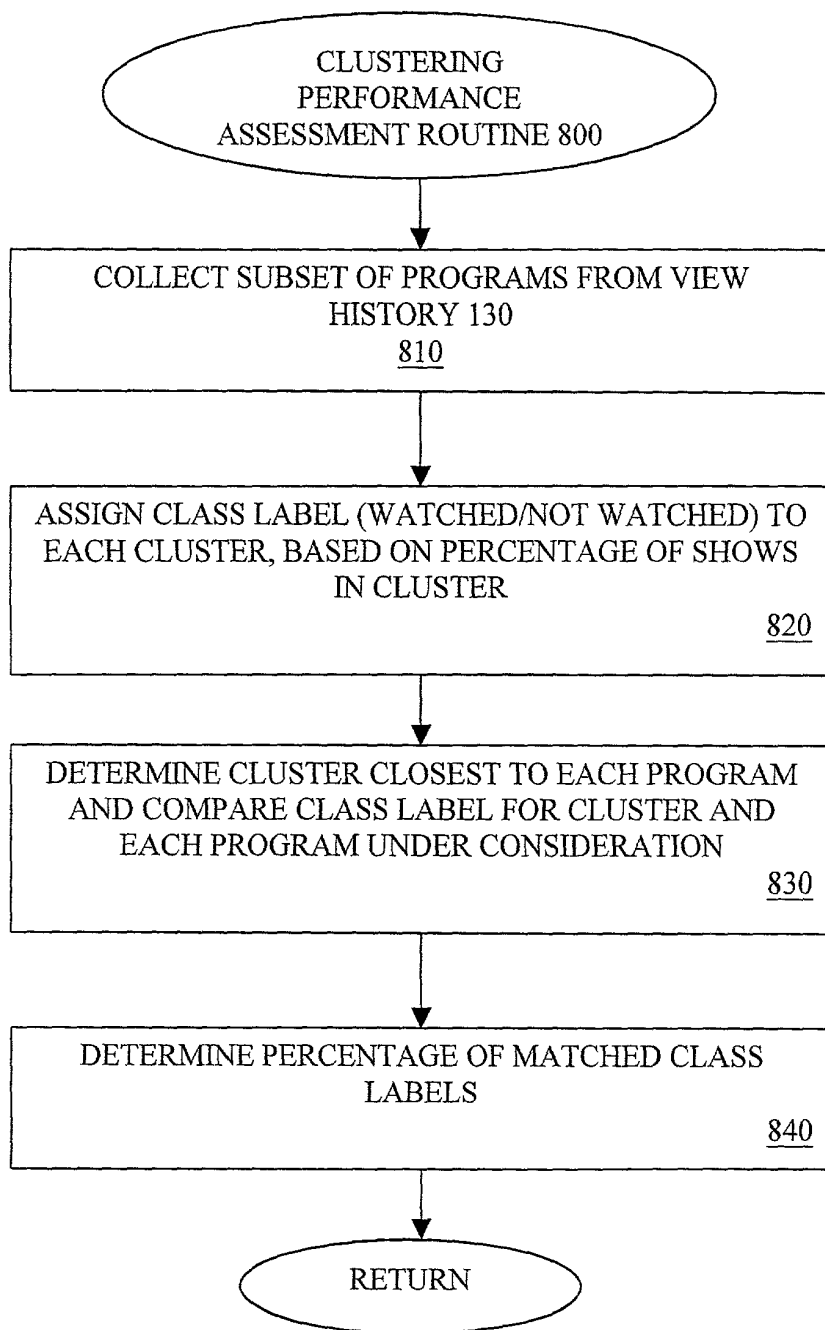 CLUSTERING
PERFORMANCE
ASSESSMENT ROUTINE 800
COLLECT SUBSET OF PROGRAMS FROM VIEW
HISTORY 130
810
ASSIGN CLASS LABEL (WATCHED/NOT WATCHED) TO
EACH CLUSTER, BASED ON PERCENTAGE OF SHOWS
IN CLUSTER
820
DETERMINE CLUSTER CLOSEST TO EACH PROGRAM
AND COMPARE CLASS LABEL FOR CLUSTER AND
EACH PROGRAM UNDER CONSIDERATION
830
DETERMINE PERCENTAGE OF MATCHED CLASS
LABELS
840
RETURN